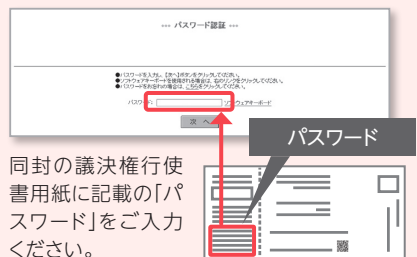 *** パスワード認証 ***
●パスワードを入力し、[次へ]ボタンをクリックしてください。
●ソフトウェアキーボードを使用される場合は、右のリンクをクリックしてください。
●パスワードをお忘れの場合は、こちらをクリックしてください。
パスワード:
ソフトウェアキーボード
次 へ
パスワード
同封の議決権行使
書用紙に記載の「パ
スワード」をご入力
ください。